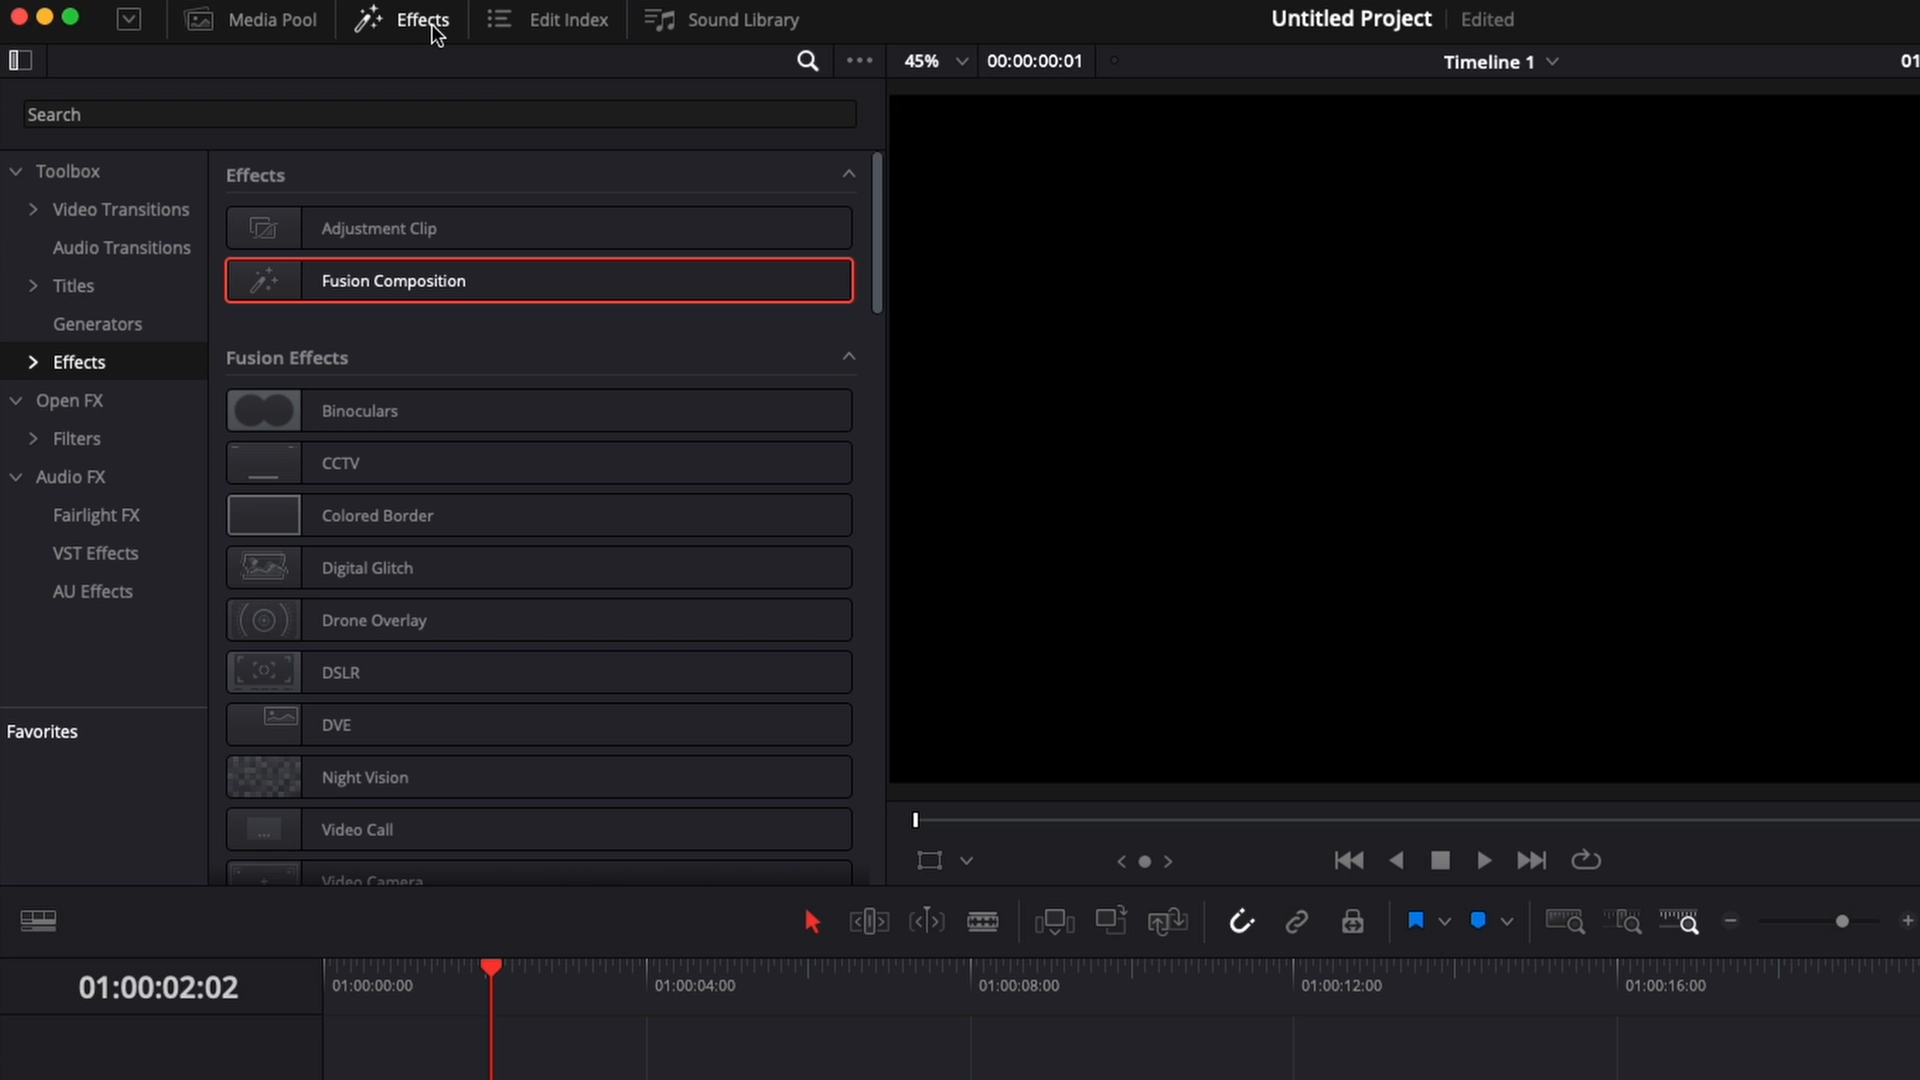 Media Pool
Effects
Edit Index
Sound Library
Untitled Project
Edited
45%
00:00:00:01
Timeline 1
01
Search
Toolbox
Video Transitions
Audio Transitions
Titles
Generators
Effects
Open FX
Filters
Audio FX
Fairlight FX
VST Effects
AU Effects
Favorites
Effects
Adjustment Clip
Fusion Composition
Fusion Effects
Binoculars
CCTV
Colored Border
Digital Glitch
Drone Overlay
DSLR
DVE
Night Vision
Video Call
Video Camera
01:00:02:02
01:00:00:00
01:00:04:00
01:00:08:00
01:00:12:00
01:00:16:00